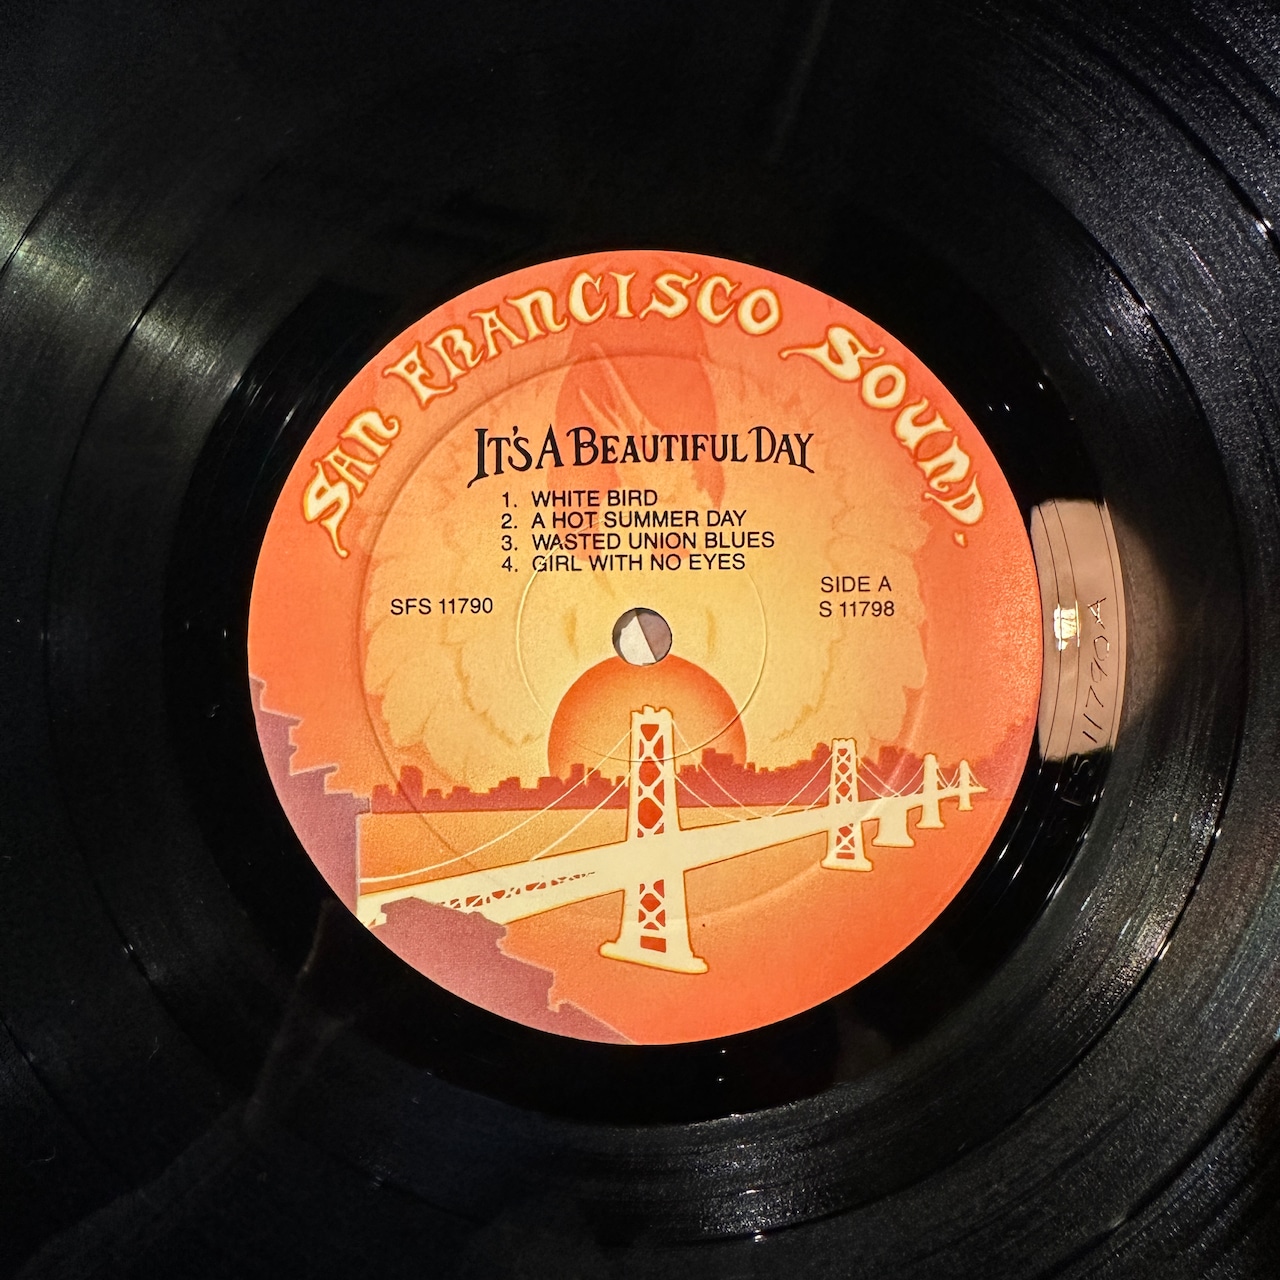 SAN FRANCISCO SOUND
IT'S A BEAUTIFUL DAY
1. WHITE BIRD
2. A HOT SUMMER DAY
3. WASTED UNION BLUES
4. GIRL WITH NO EYES
SFS 11790
SIDE A
S 11798
11790A